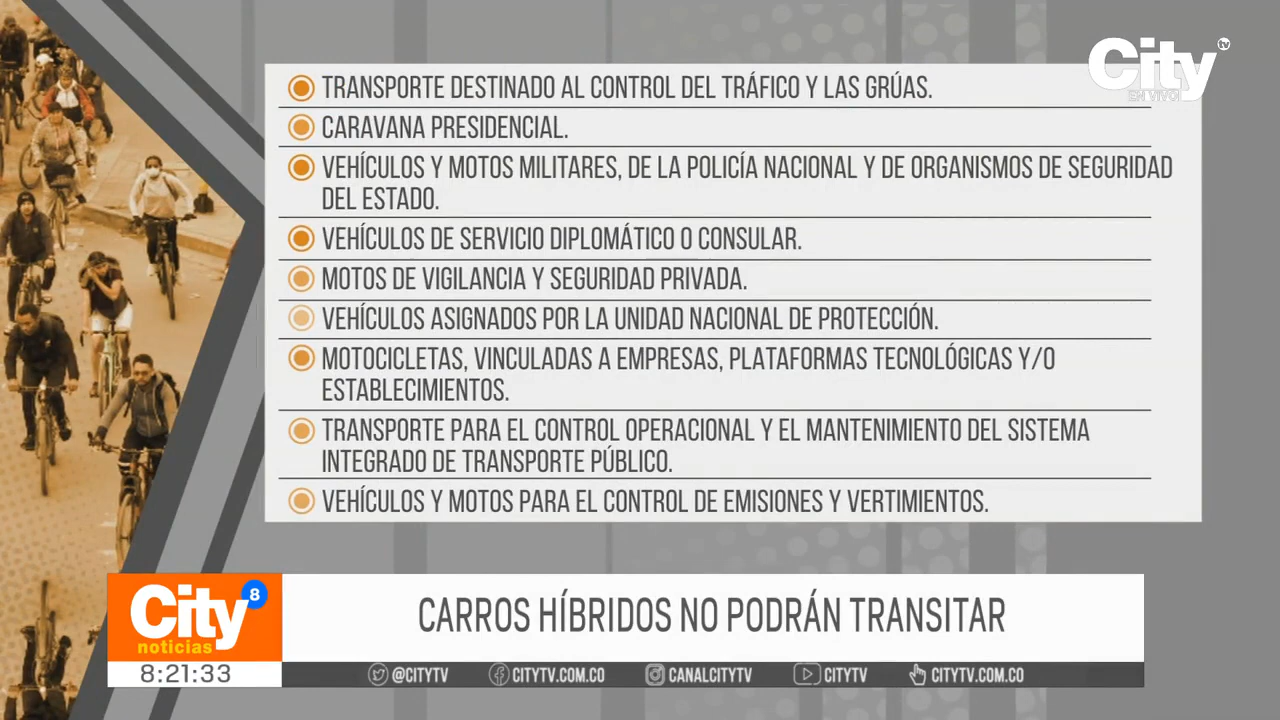 City tv
EN VIVO
TRANSPORTE DESTINADO AL CONTROL DEL TRÁFICO Y LAS GRÚAS.
CARAVANA PRESIDENCIAL.
VEHÍCULOS Y MOTOS MILITARES, DE LA POLICÍA NACIONAL Y DE ORGANISMOS DE SEGURIDAD
DEL ESTADO.
VEHÍCULOS DE SERVICIO DIPLOMÁTICO O CONSULAR.
MOTOS DE VIGILANCIA Y SEGURIDAD PRIVADA.
VEHÍCULOS ASIGNADOS POR LA UNIDAD NACIONAL DE PROTECCIÓN.
MOTOCICLETAS, VINCULADAS A EMPRESAS, PLATAFORMAS TECNOLÓGICAS Y/O
ESTABLECIMIENTOS.
TRANSPORTE PARA EL CONTROL OPERACIONAL Y EL MANTENIMIENTO DEL SISTEMA
INTEGRADO DE TRANSPORTE PÚBLICO.
VEHÍCULOS Y MOTOS PARA EL CONTROL DE EMISIONES Y VERTIMIENTOS.
City 8
noticias
CARROS HÍBRIDOS NO PODRÁN TRANSITAR
8:21:33
@CITYTV CITYTV.COM.CO CANALCITYTV CITYTV CITYTV.COM.CO